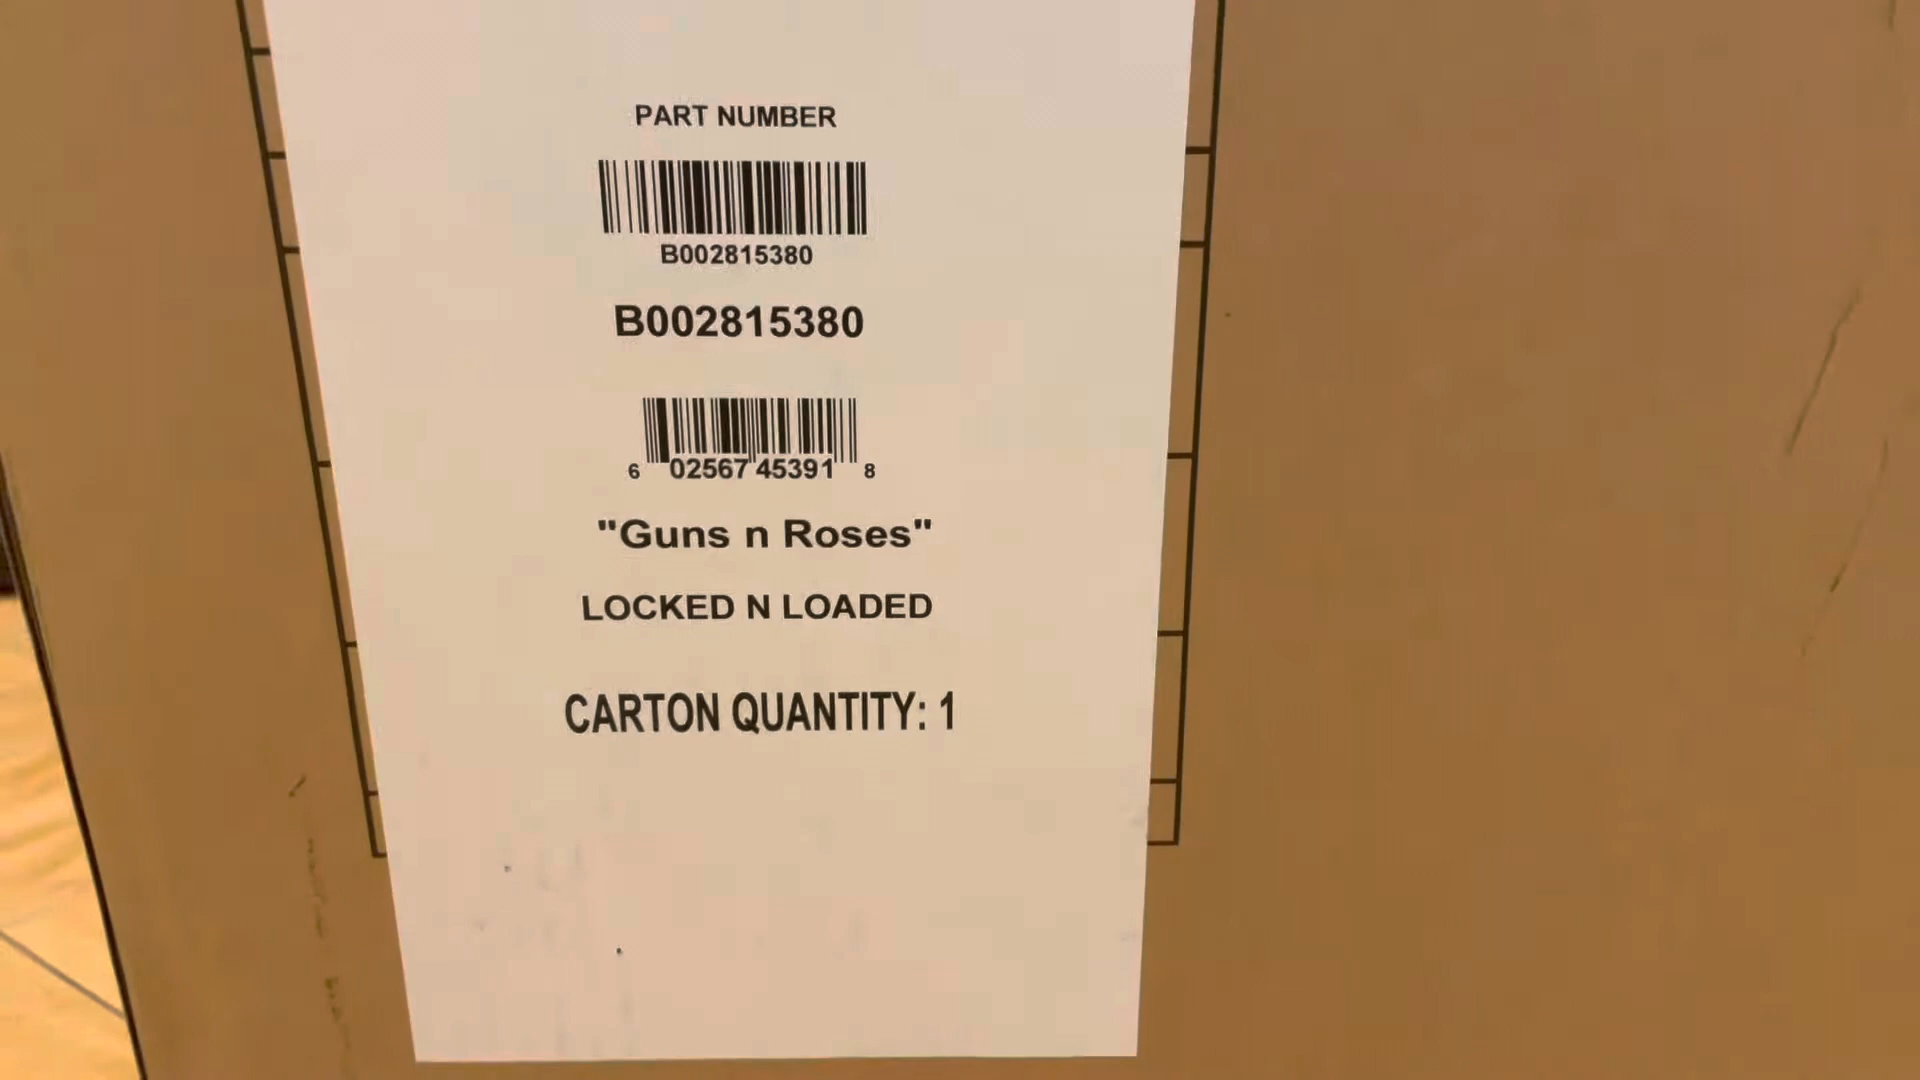 PART NUMBER
B002815380
B002815380
6 02567 45391 8
"Guns n Roses"
LOCKED N LOADED
CARTON QUANTITY: 1